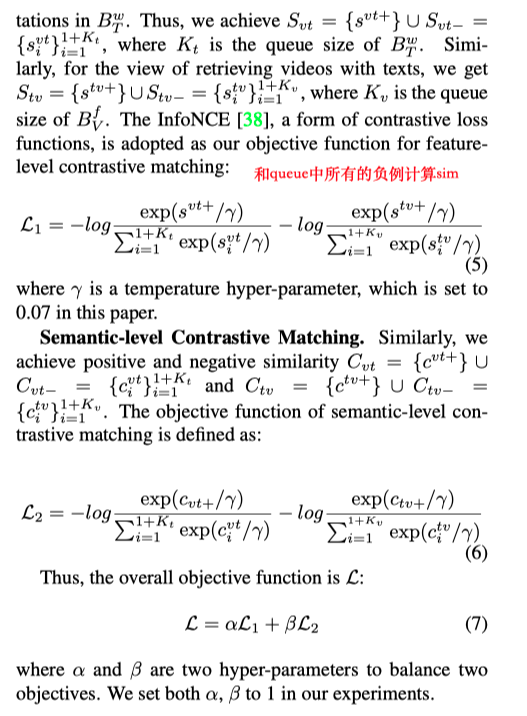 tations in $B_T^w$. Thus, we achieve $S_{vt} = \{s^{vt+}\} \cup S_{vt-} =$
$\{s_i^{vt}\}_{i=1}^{1+K_t}$, where $K_t$ is the queue size of $B_T^w$. Simi-
larly, for the view of retrieving videos with texts, we get
$S_{tv} = \{s^{tv+}\} \cup S_{tv-} = \{s_i^{tv}\}_{i=1}^{1+K_v}$, where $K_v$ is the queue
size of $B_V^f$. The InfoNCE [38], a form of contrastive loss
functions, is adopted as our objective function for feature-
level contrastive matching:
和queue中所有的负例计算sim
$\mathcal{L}_1 = -log\frac{\exp(s^{vt+}/\gamma)}{\sum_{i=1}^{1+K_t}\exp(s_i^{vt}/\gamma)} - log\frac{\exp(s^{tv+}/\gamma)}{\sum_{i=1}^{1+K_v}\exp(s_i^{tv}/\gamma)}$
(5)
where $\gamma$ is a temperature hyper-parameter, which is set to
0.07 in this paper.
Semantic-level Contrastive Matching. Similarly, we
achieve positive and negative similarity $C_{vt} = \{c^{vt+}\} \cup$
$C_{vt-} = \{c_i^{vt}\}_{i=1}^{1+K_t}$ and $C_{tv} = \{c^{tv+}\} \cup C_{tv-} =$
$\{c_i^{tv}\}_{i=1}^{1+K_v}$. The objective function of semantic-level con-
trastive matching is defined as:
$\mathcal{L}_2 = -log\frac{\exp(c_{vt+}/\gamma)}{\sum_{i=1}^{1+K_t}\exp(c_i^{vt}/\gamma)} - log\frac{\exp(c_{tv+}/\gamma)}{\sum_{i=1}^{1+K_v}\exp(c_i^{tv}/\gamma)}$
(6)
Thus, the overall objective function is $\mathcal{L}$:
$\mathcal{L} = \alpha\mathcal{L}_1 + \beta\mathcal{L}_2$ (7)
where $\alpha$ and $\beta$ are two hyper-parameters to balance two
objectives. We set both $\alpha$, $\beta$ to 1 in our experiments.